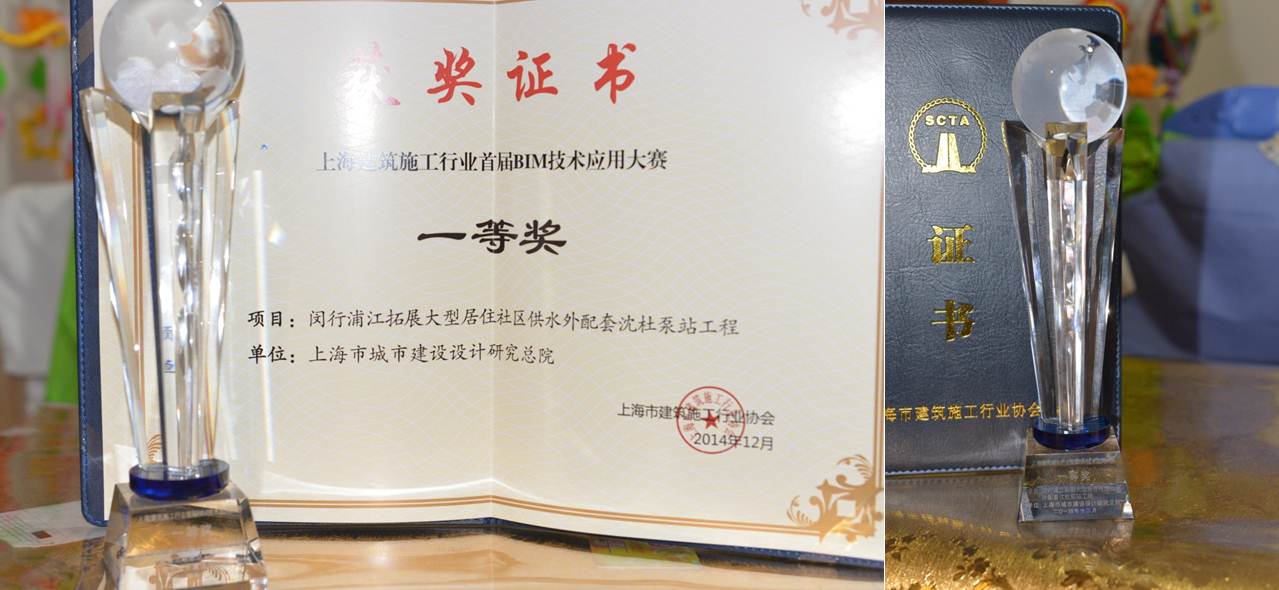 获奖证书
上海建筑施工行业首届BIM技术应用大赛
一等奖
项目：闵行浦江拓展大型居住社区供水外配套沈杜泵站工程
单位：上海市城市建设设计研究总院
上海市建筑施工行业协会
2014年12月
SCTA
证
书
海市建筑施工行业协会
一等奖